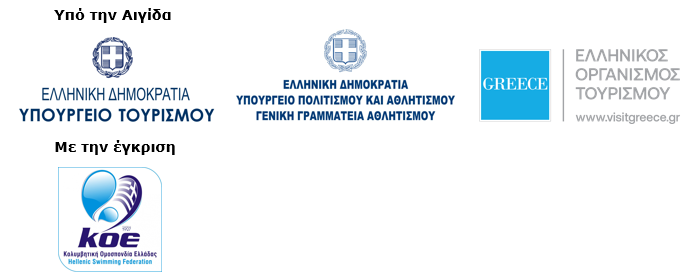 Υπό την Αιγίδα
ΕΛΛΗΝΙΚΗ ΔΗΜΟΚΡΑΤΙΑ
ΥΠΟΥΡΓΕΙΟ ΤΟΥΡΙΣΜΟΥ
ΕΛΛΗΝΙΚΗ ΔΗΜΟΚΡΑΤΙΑ
ΥΠΟΥΡΓΕΙΟ ΠΟΛΙΤΙΣΜΟΥ ΚΑΙ ΑΘΛΗΤΙΣΜΟΥ
ΓΕΝΙΚΗ ΓΡΑΜΜΑΤΕΙΑ ΑΘΛΗΤΙΣΜΟΥ
GREECE
ΕΛΛΗΝΙΚΟΣ
ΟΡΓΑΝΙΣΜΟΣ
ΤΟΥΡΙΣΜΟΥ
www.visitgreece.gr
Με την έγκριση
κοε
Κολυμβητική Ομοσπονδία Ελλάδας
Hellenic Swimming Federation